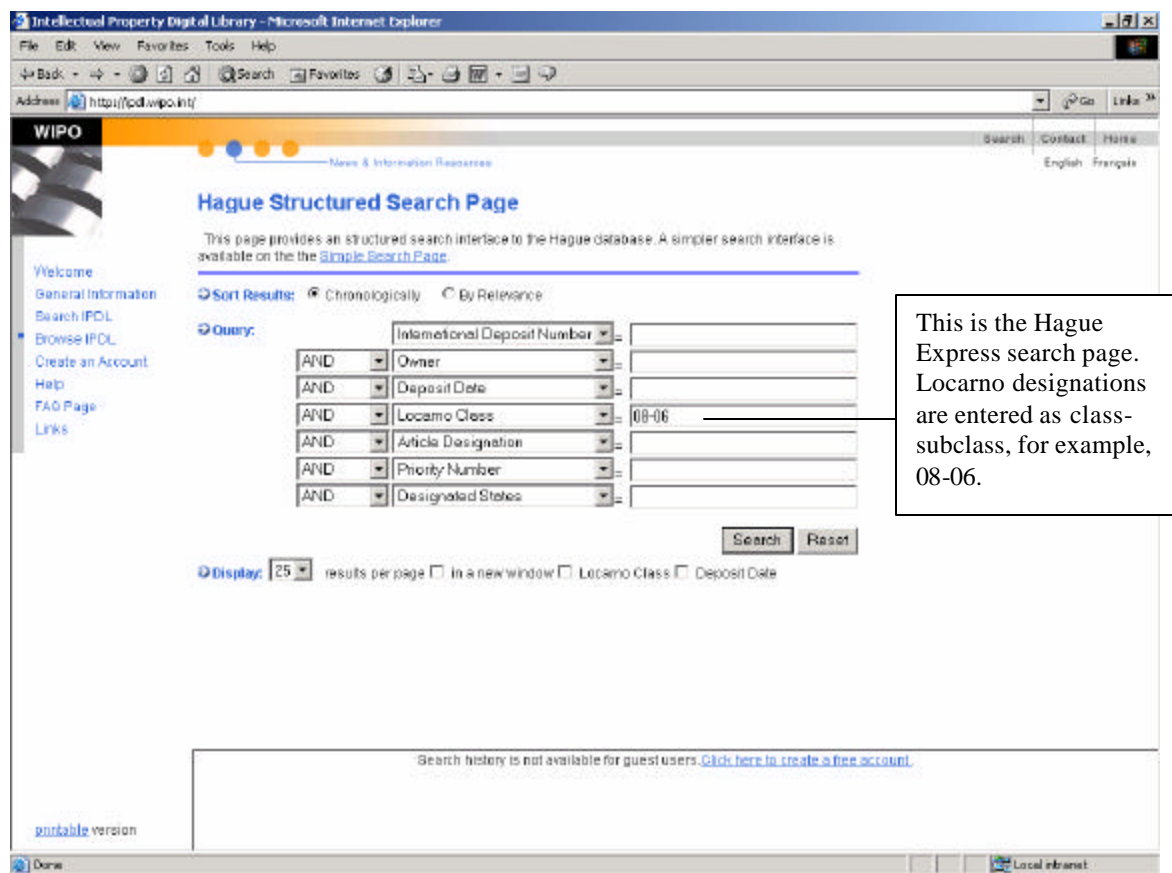 Intellectual Property Digital Library - Microsoft Internet Explorer
File Edit View Favorites Tools Help
Back Search Favorites
Address http://ipdl.wipo.int/ Go Links »
WIPO
Search Contact Home
News & Information Resources
English Français
Hague Structured Search Page
This page provides an structured search interface to the Hague database. A simpler search interface is
available on the the Simple Search Page.
Welcome
General Information
Search IPDL
Browse IPDL
Create an Account
Help
FAQ Page
Links
Sort Results: Chronologically By Relevance
Query: International Deposit Number =
AND Owner =
AND Deposit Date =
AND Locarno Class = 08-06
AND Article Designation =
AND Priority Number =
AND Designated States =
Search Reset
Display: 25 results per page in a new window Locarno Class Deposit Date
This is the Hague
Express search page.
Locarno designations
are entered as class-
subclass, for example,
08-06.
Search history is not available for guest users. Click here to create a free account.
printable version
Done
Local intranet